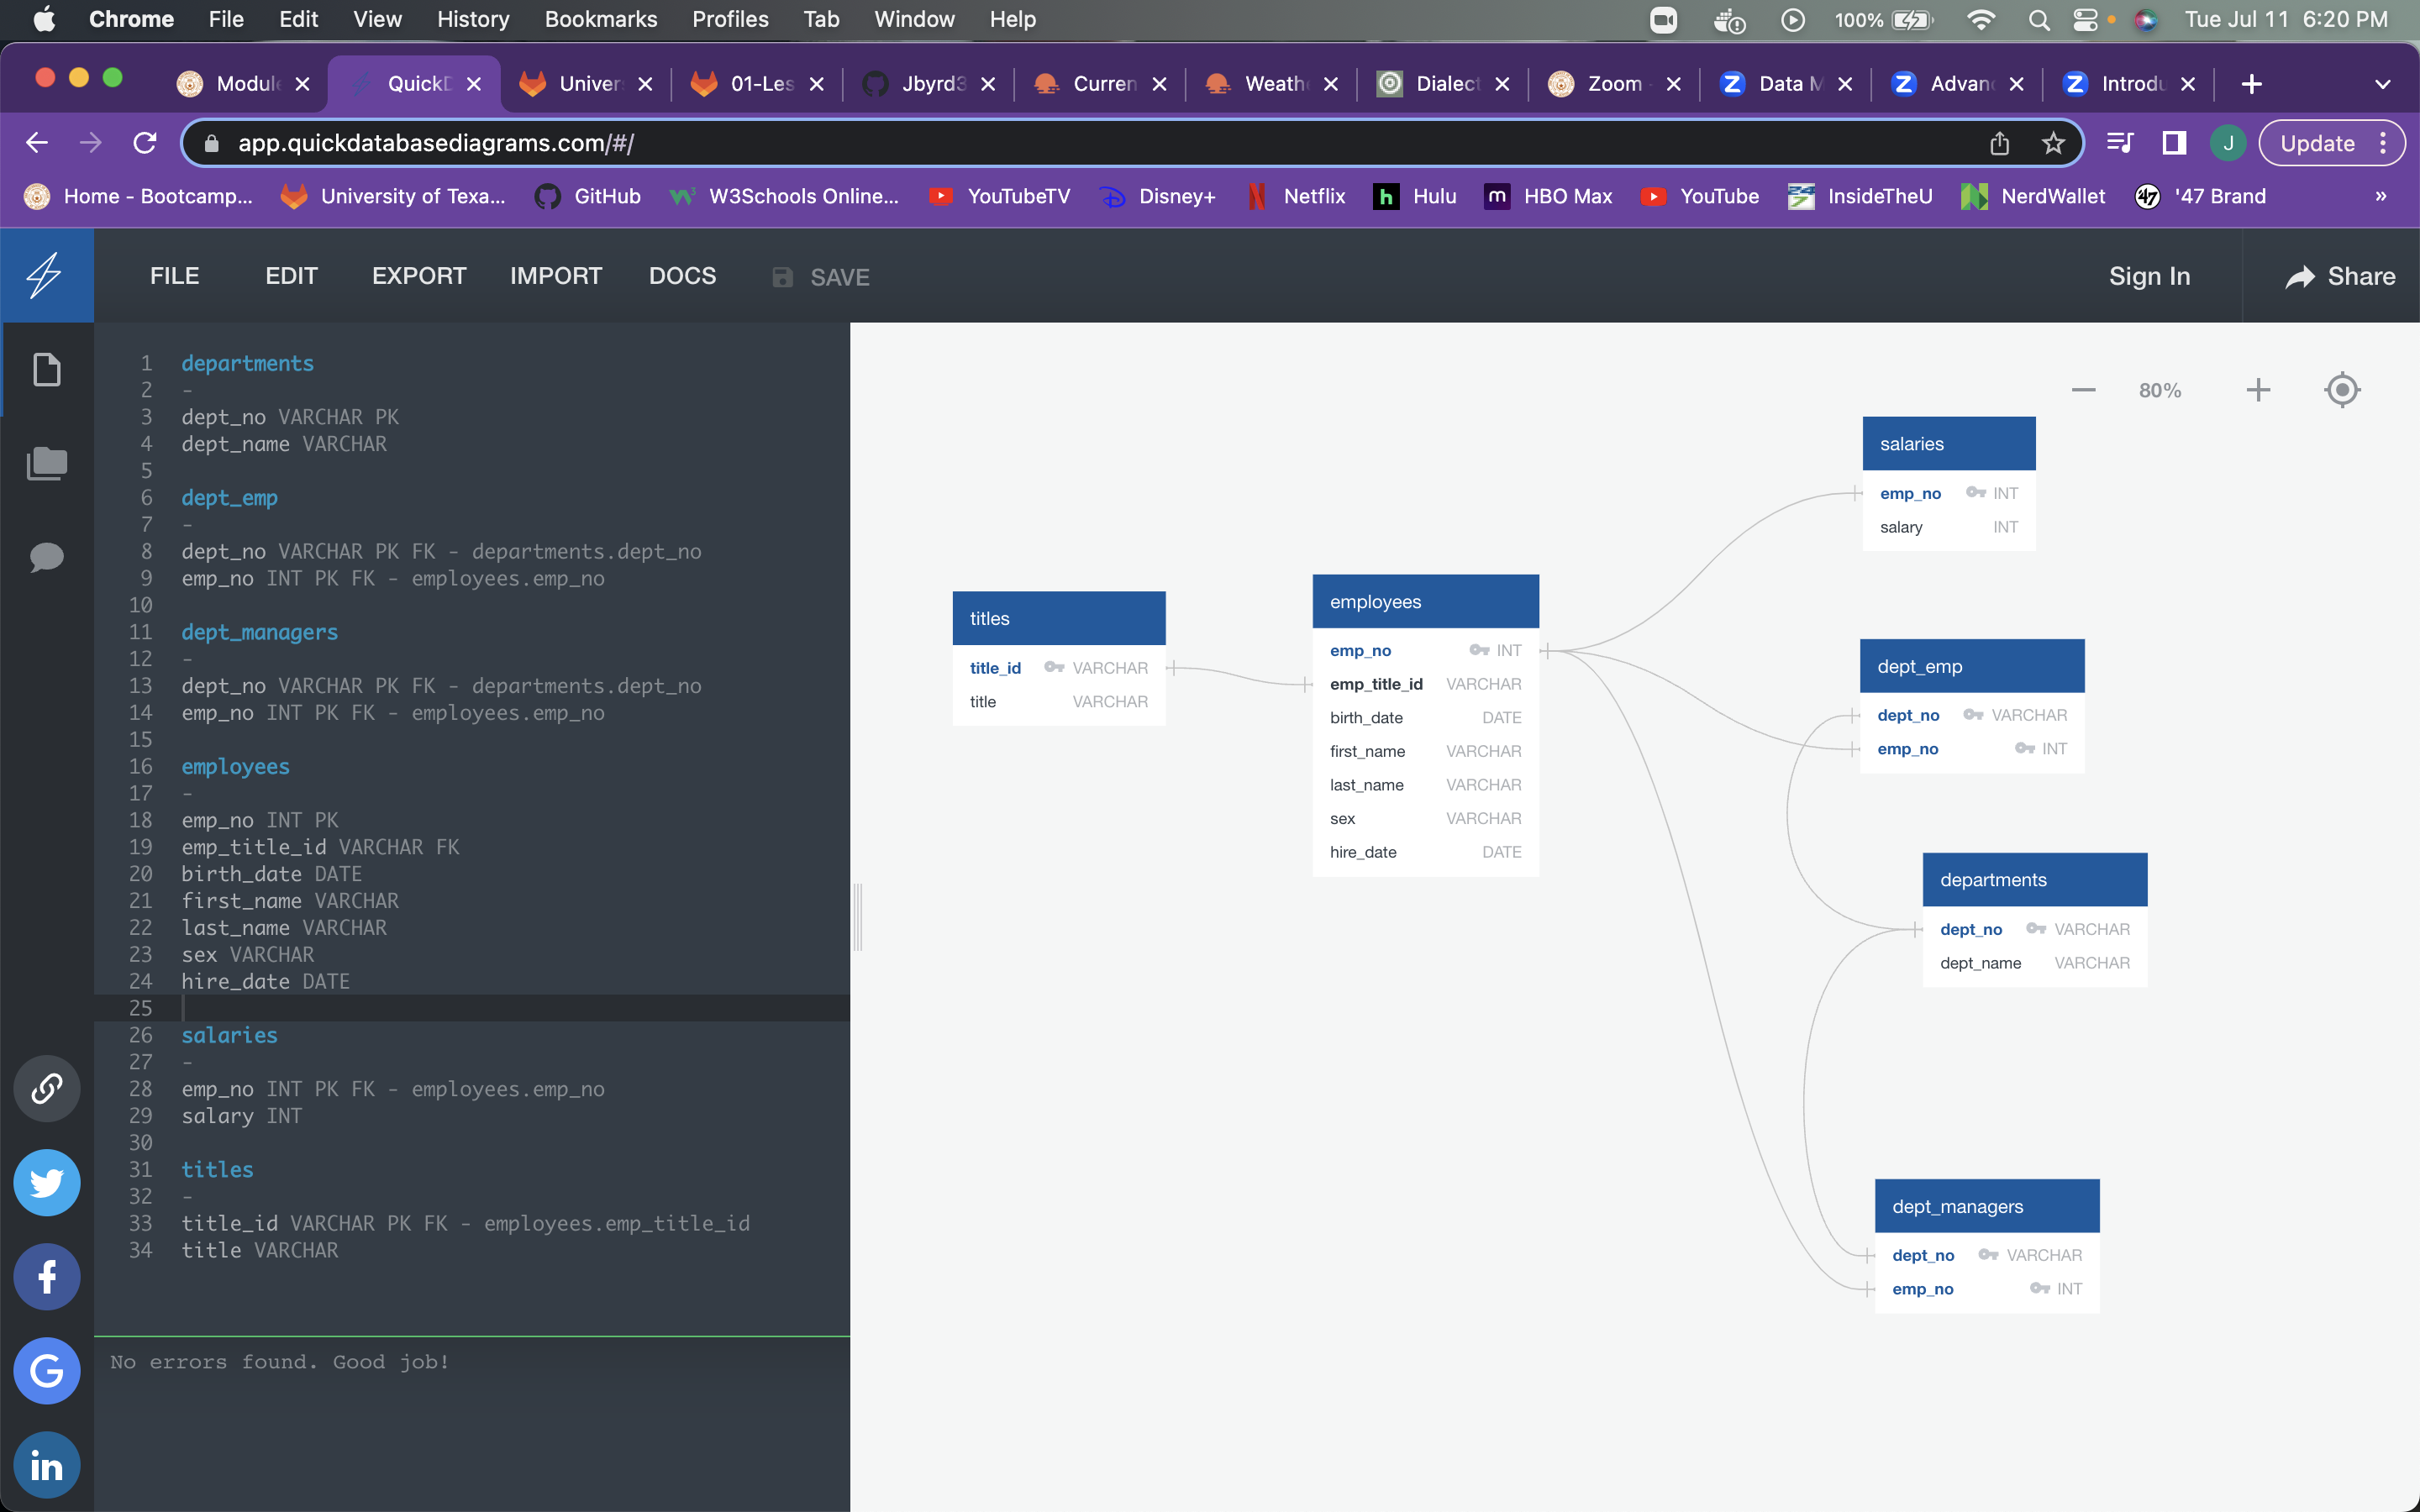 Chrome File Edit View History Bookmarks Profiles Tab Window Help 100% Tue Jul 11 6:20 PM
Module QuickD Univer 01-Les Jbyrd3 Curren Weath Dialect Zoom - Data M Advan Introdu
app.quickdatabasediagrams.com/#/ J Update
Home - Bootcamp... University of Texa... GitHub W3Schools Online... YouTubeTV Disney+ Netflix Hulu HBO Max YouTube InsideTheU NerdWallet '47 Brand »
FILE EDIT EXPORT IMPORT DOCS SAVE Sign In Share
1 departments
2 -
3 dept_no VARCHAR PK
4 dept_name VARCHAR
5
6 dept_emp
7 -
8 dept_no VARCHAR PK FK - departments.dept_no
9 emp_no INT PK FK - employees.emp_no
10
11 dept_managers
12 -
13 dept_no VARCHAR PK FK - departments.dept_no
14 emp_no INT PK FK - employees.emp_no
15
16 employees
17 -
18 emp_no INT PK
19 emp_title_id VARCHAR FK
20 birth_date DATE
21 first_name VARCHAR
22 last_name VARCHAR
23 sex VARCHAR
24 hire_date DATE
25
26 salaries
27 -
28 emp_no INT PK FK - employees.emp_no
29 salary INT
30
31 titles
32 -
33 title_id VARCHAR PK FK - employees.emp_title_id
34 title VARCHAR
No errors found. Good job!
80%
salaries
emp_no INT
salary INT
titles
title_id VARCHAR
title VARCHAR
employees
emp_no INT
emp_title_id VARCHAR
birth_date DATE
first_name VARCHAR
last_name VARCHAR
sex VARCHAR
hire_date DATE
dept_emp
dept_no VARCHAR
emp_no INT
departments
dept_no VARCHAR
dept_name VARCHAR
dept_managers
dept_no VARCHAR
emp_no INT